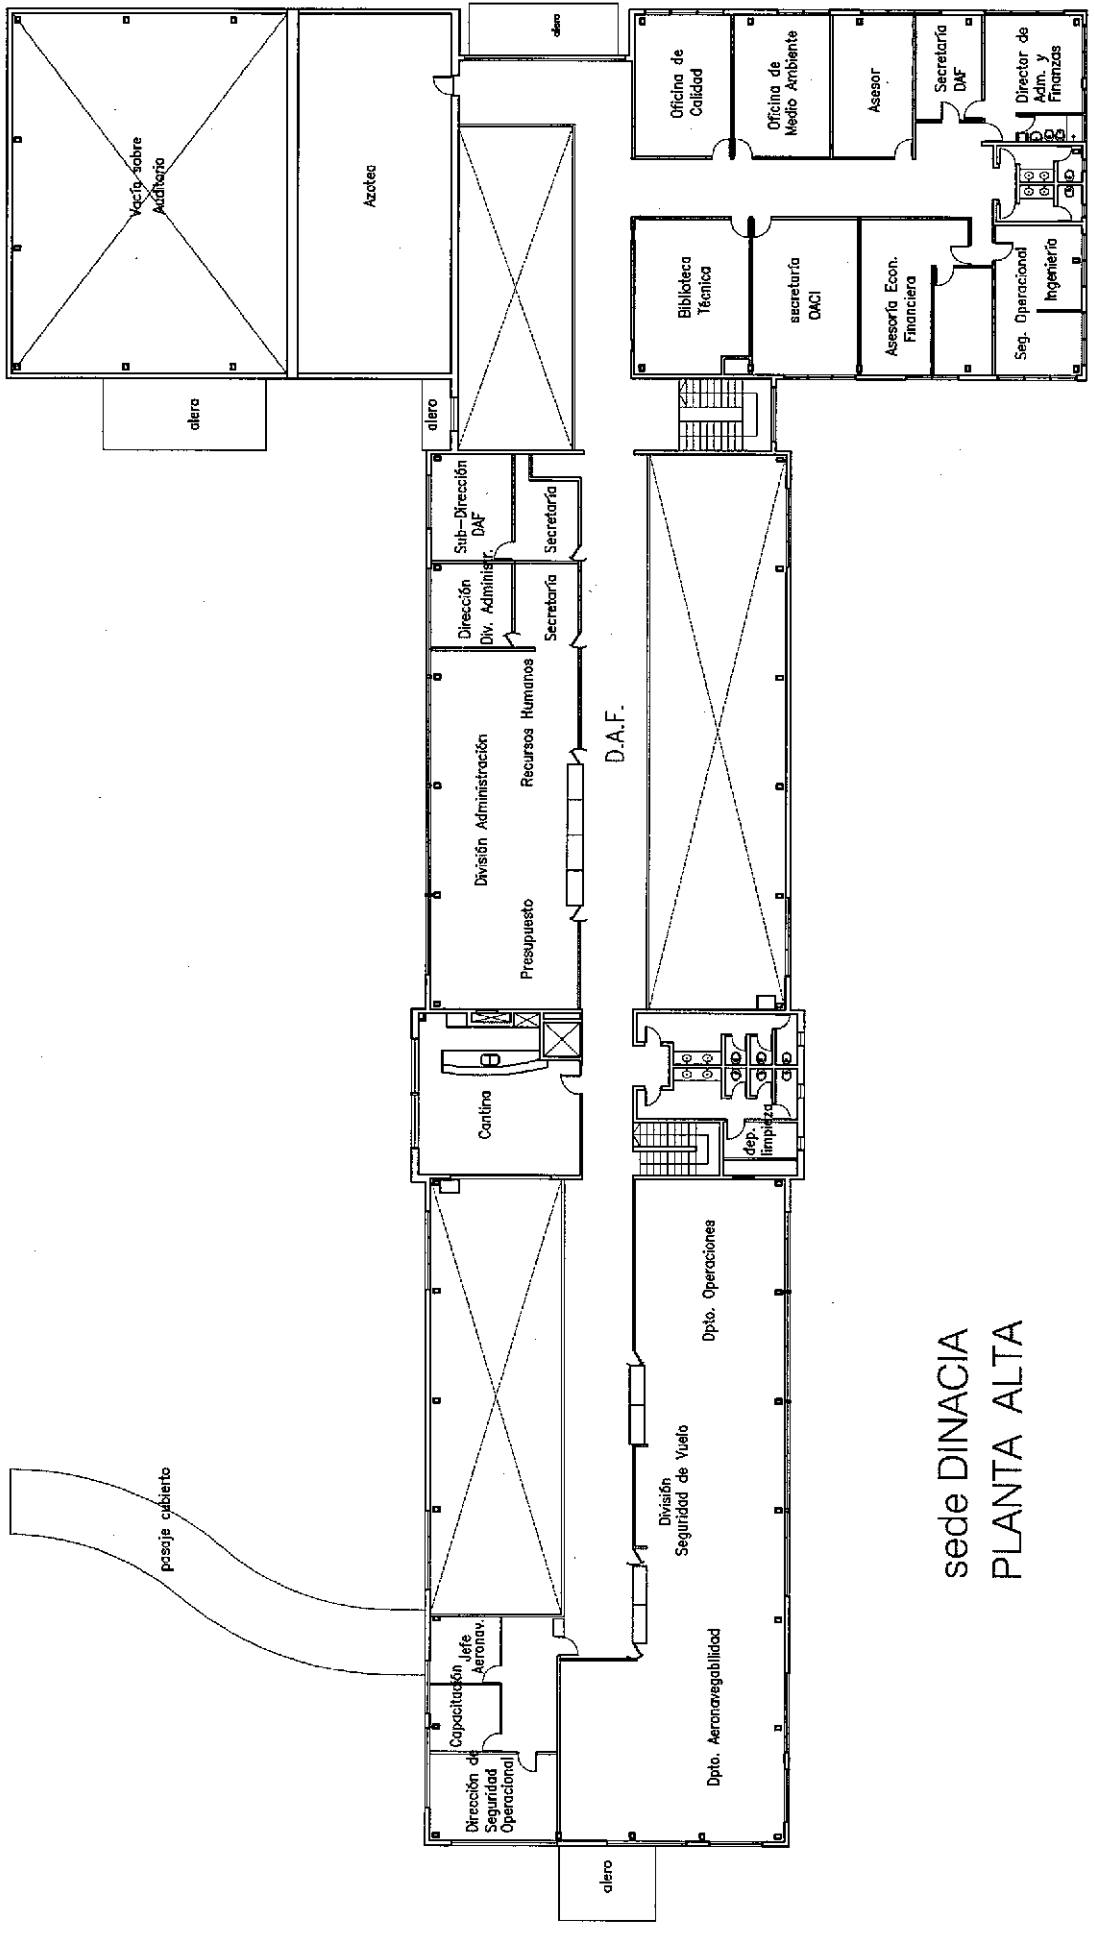 alero
Vacío sobre
Auditorio
Azotea
alero
alero
Oficina de
Calidad
Oficina de
Medio Ambiente
Asesor
Secretaría
DAF
Director de
Adm. y
Finanzas
Biblioteca
Técnica
secretaría
DACI
Asesoría Econ.
Financiera
Seg. Operacional
Ingeniería
Sub-Dirección
DAF
Secretaría
Dirección
Div. Administr.
Secretaría
División Administración
Recursos Humanos
Presupuesto
D.A.F.
Cantina
dep.
limpieza
Dpto. Operaciones
División
Seguridad de Vuelo
Dpto. Aeronavegabilidad
pasaje cubierto
Jefe
Aeronav.
Capacitación
Dirección de
Seguridad
Operacional
alero
sede DINACIA
PLANTA ALTA